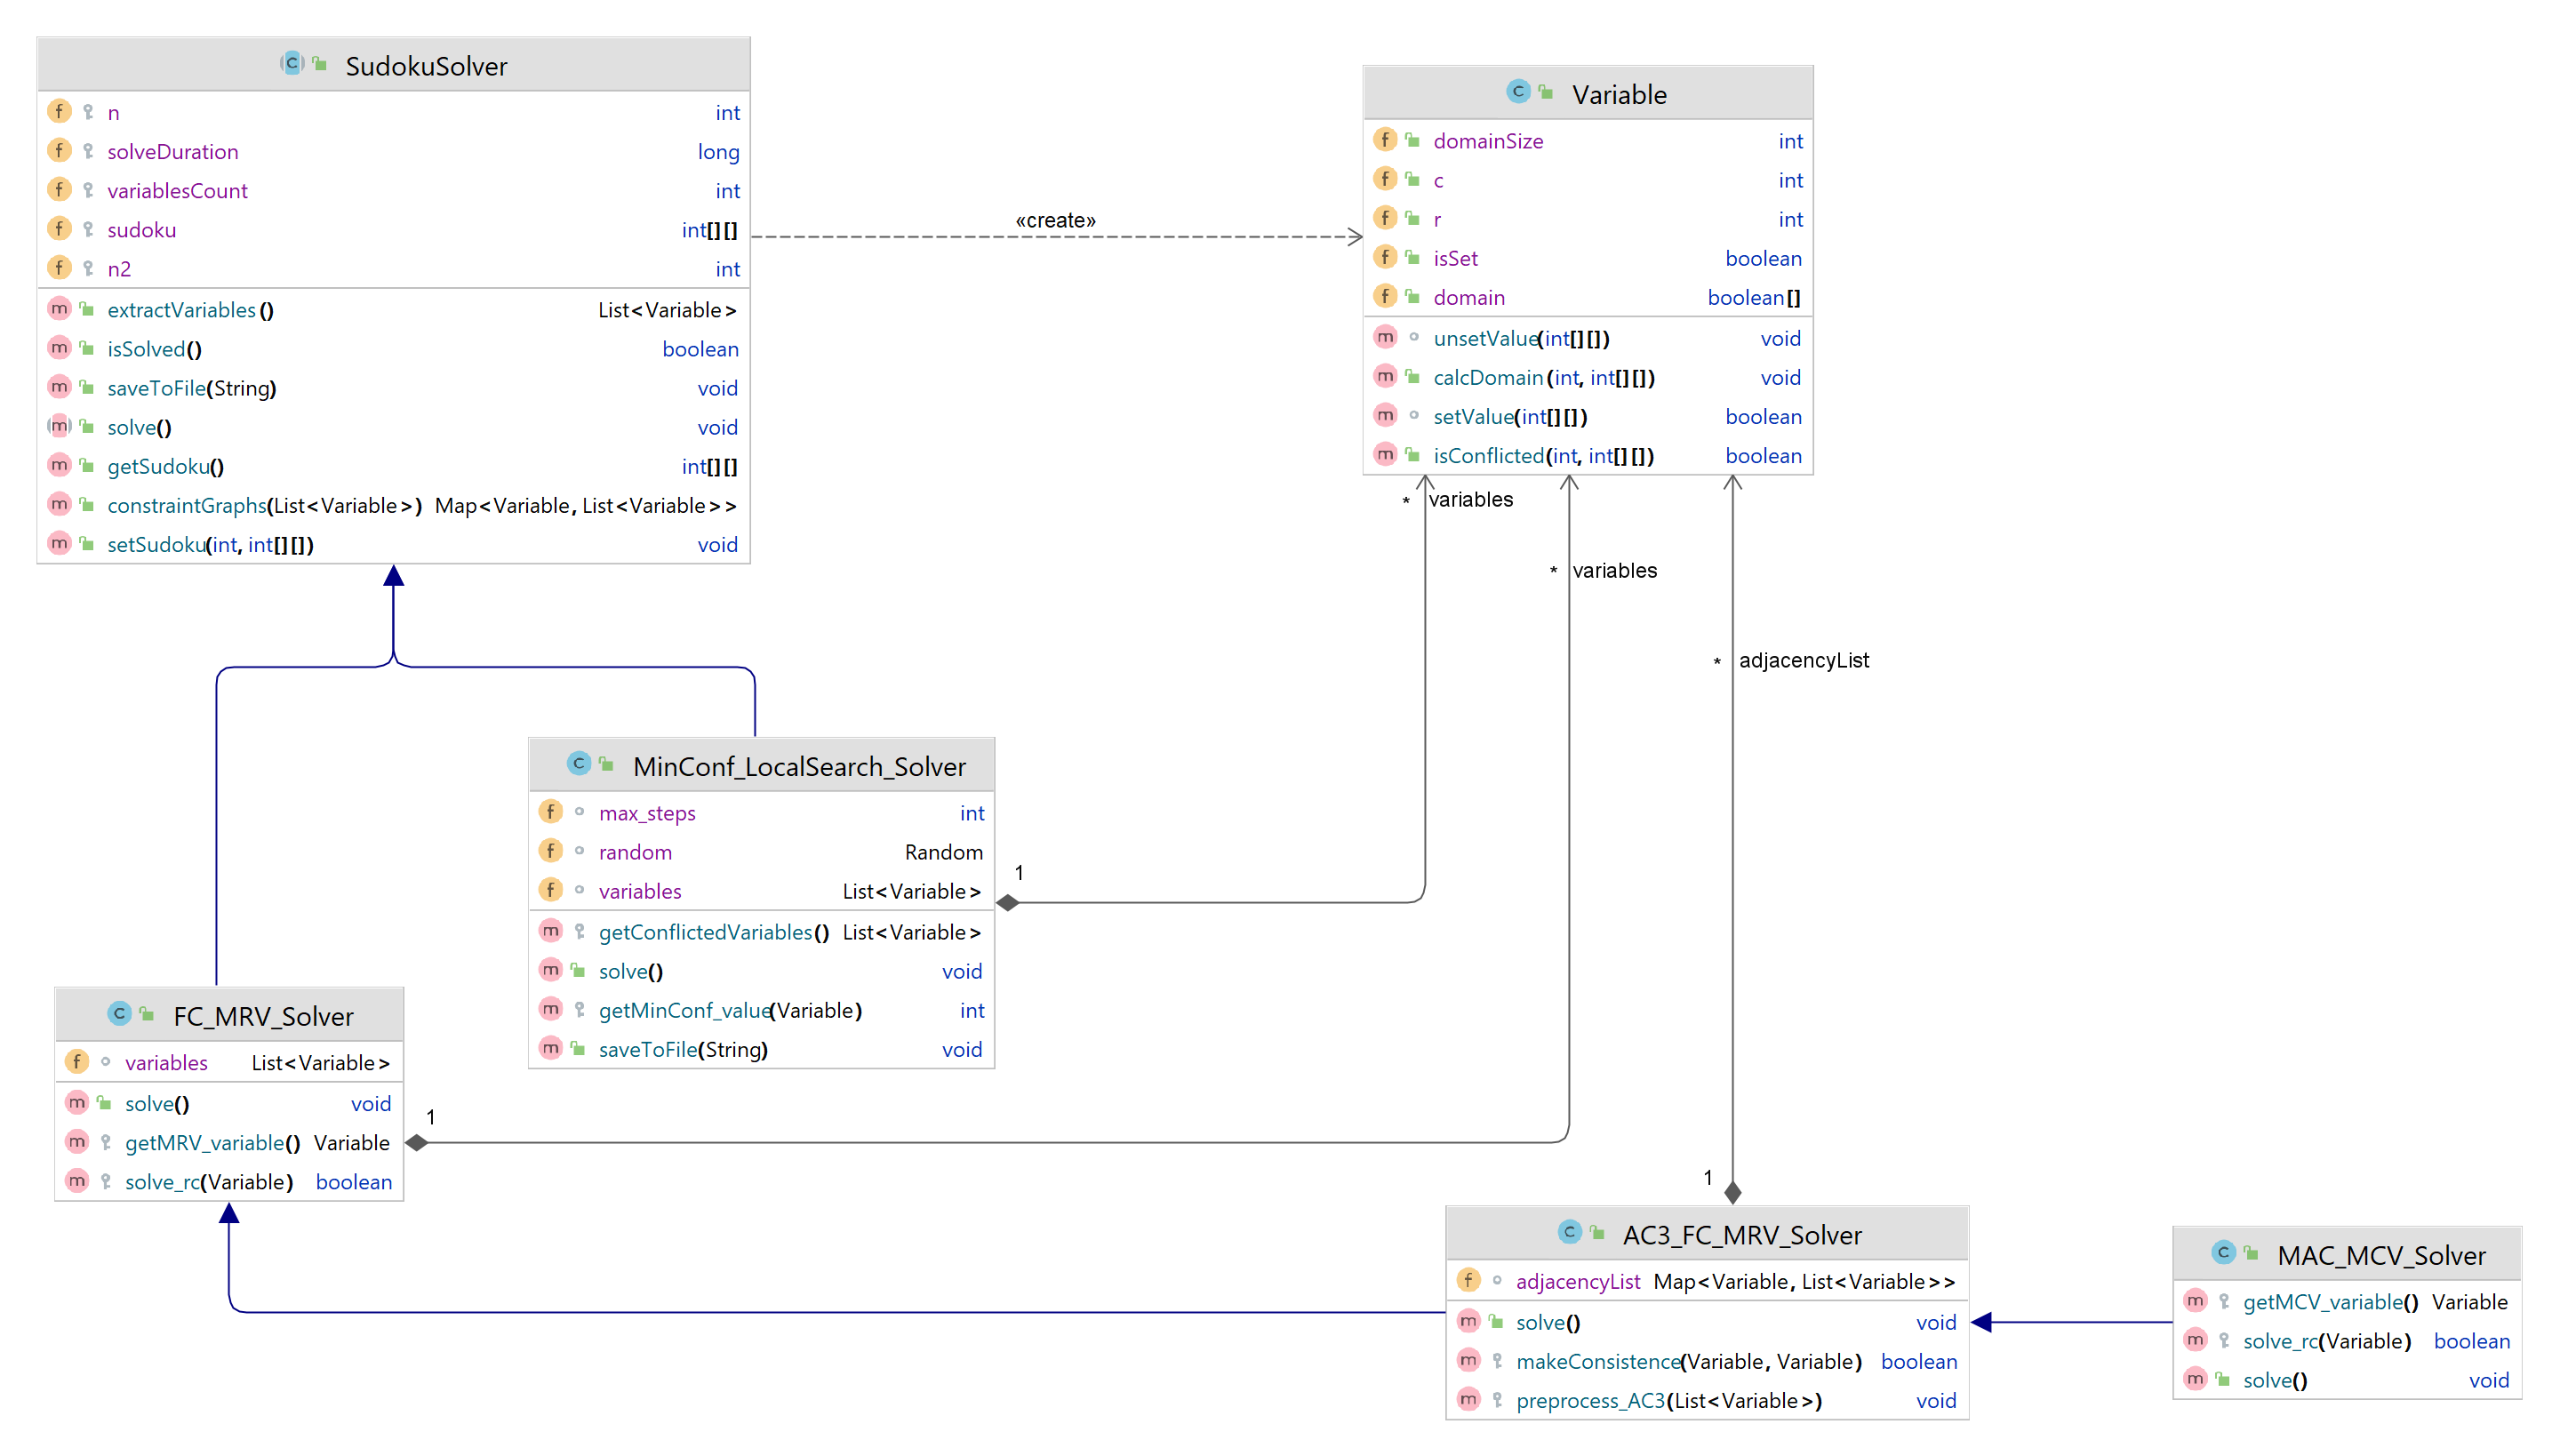 SudokuSolver
n int
solveDuration long
variablesCount int
sudoku int[][]
n2 int
extractVariables() List<Variable>
isSolved() boolean
saveToFile(String) void
solve() void
getSudoku() int[][]
constraintGraphs(List<Variable>) Map<Variable, List<Variable>>
setSudoku(int, int[][]) void
«create»
Variable
domainSize int
c int
r int
isSet boolean
domain boolean[]
unsetValue(int[][]) void
calcDomain(int, int[][]) void
setValue(int[][]) boolean
isConflicted(int, int[][]) boolean
* variables
* variables
* adjacencyList
MinConf_LocalSearch_Solver
max_steps int
random Random
variables List<Variable>
getConflictedVariables() List<Variable>
solve() void
getMinConf_value(Variable) int
saveToFile(String) void
1
FC_MRV_Solver
variables List<Variable>
solve() void
getMRV_variable() Variable
solve_rc(Variable) boolean
1
1
AC3_FC_MRV_Solver
adjacencyList Map<Variable, List<Variable>>
solve() void
makeConsistence(Variable, Variable) boolean
preprocess_AC3(List<Variable>) void
MAC_MCV_Solver
getMCV_variable() Variable
solve_rc(Variable) boolean
solve() void